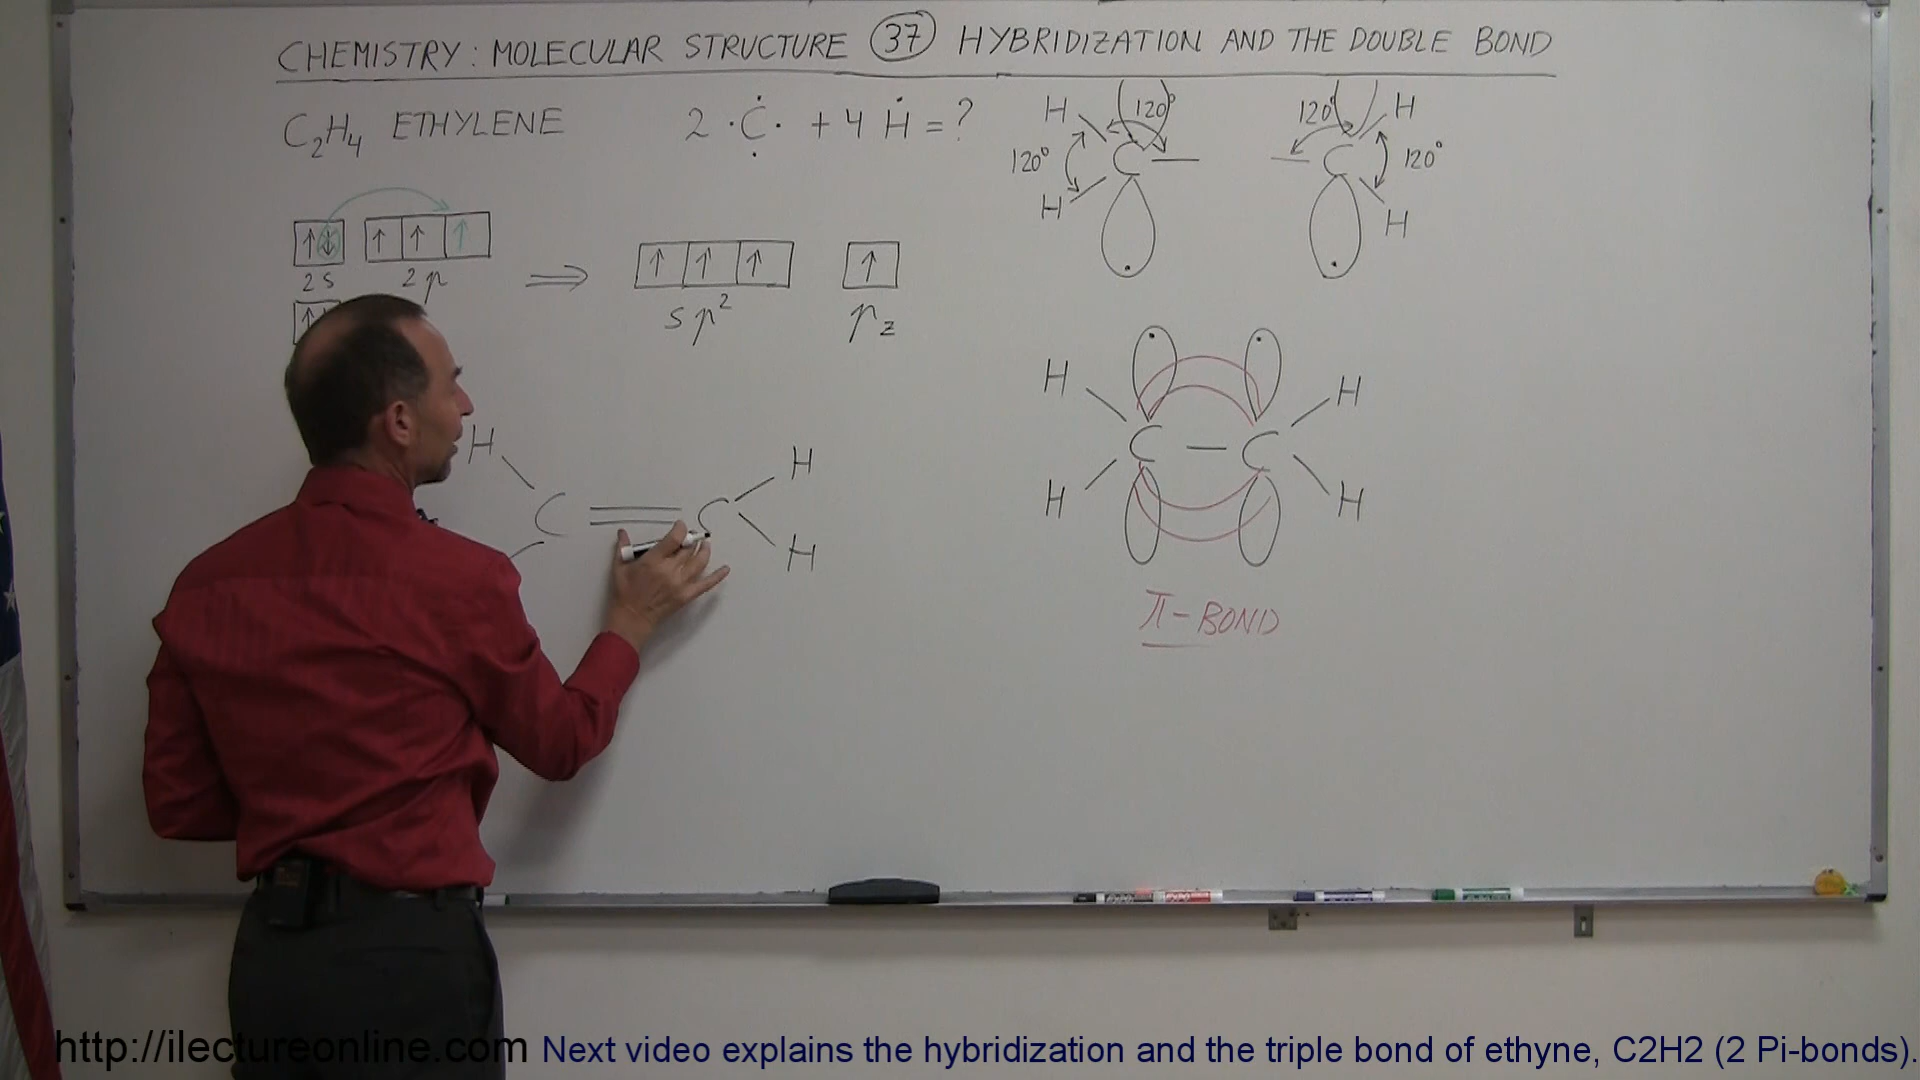 CHEMISTRY: MOLECULAR STRUCTURE 37 HYBRIDIZATION AND THE DOUBLE BOND
C₂H₄ ETHYLENE
2 ·C· + 4 H = ?
H 120° 120° H
120° C — — C 120°
H H
↑↓ ↑ ↑ ↑
2s 2p
⇒
↑ ↑ ↑ ↑
sp² pz
H H
C — C
H H
H H
C = C
H
π-BOND
http://ilectureonline.com Next video explains the hybridization and the triple bond of ethyne, C2H2 (2 Pi-bonds).